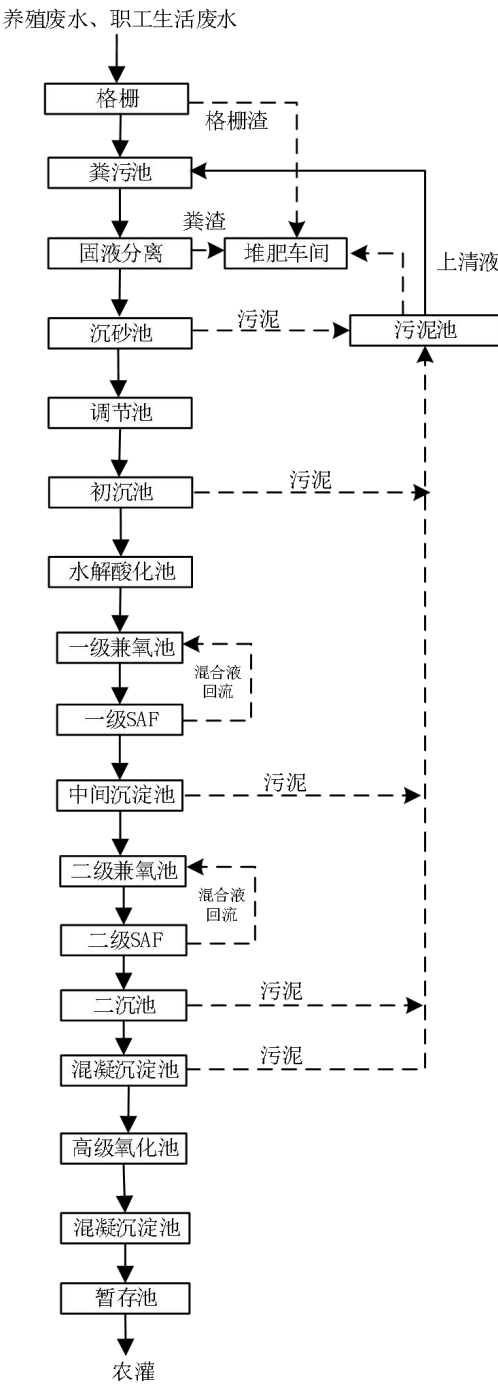 养殖废水、职工生活废水
格栅
格栅渣
粪污池
粪渣
固液分离
堆肥车间
上清液
沉砂池
污泥
污泥池
调节池
初沉池
污泥
水解酸化池
一级兼氧池
混合液
回流
一级SAF
中间沉淀池
污泥
二级兼氧池
混合液
回流
二级SAF
二沉池
污泥
混凝沉淀池
污泥
高级氧化池
混凝沉淀池
暂存池
农灌